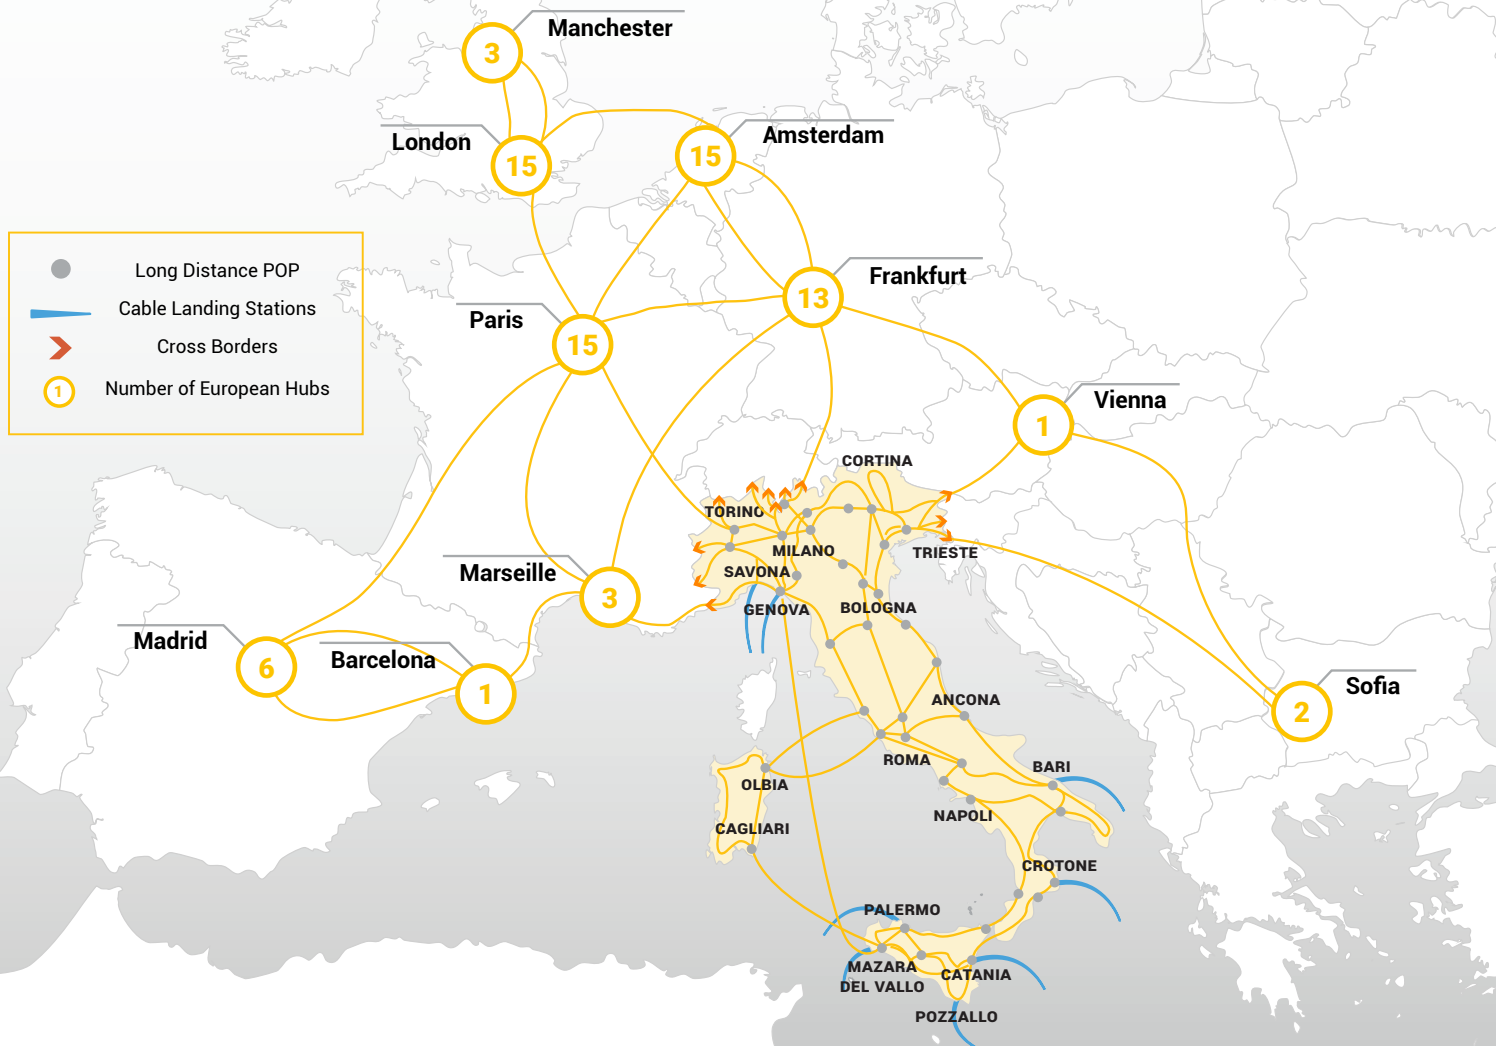 Manchester
3
London
15
Amsterdam
15
Long Distance POP
Cable Landing Stations
Cross Borders
1
Number of European Hubs
Frankfurt
13
Paris
15
Vienna
1
CORTINA
TORINO
MILANO
TRIESTE
SAVONA
GENOVA
BOLOGNA
Marseille
3
Madrid
6
Barcelona
1
Sofia
2
ANCONA
ROMA
BARI
OLBIA
NAPOLI
CAGLIARI
CROTONE
PALERMO
MAZARA
DEL VALLO
CATANIA
POZZALLO